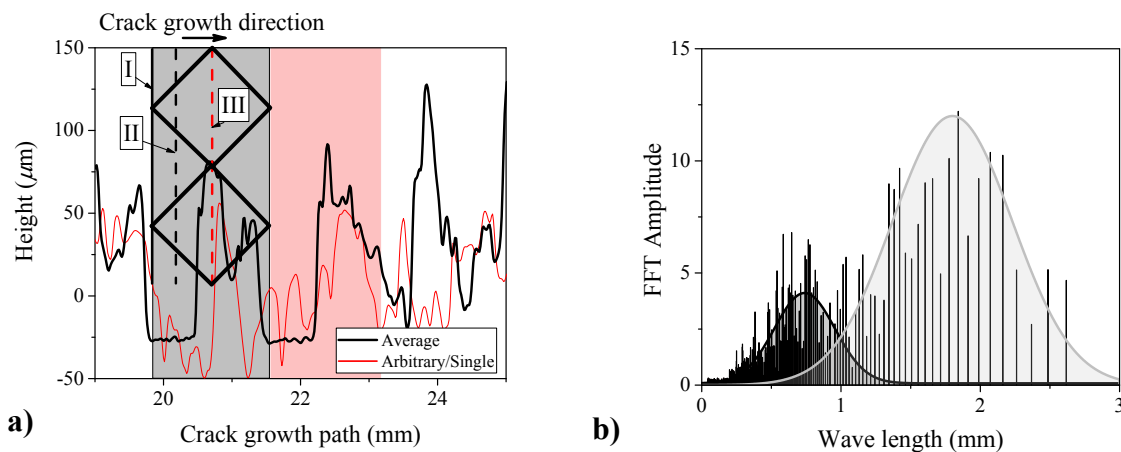 Crack growth direction
150
100
50
0
-50
Height (µm)
I
II
III
Average
Arbitrary/Single
20
22
24
Crack growth path (mm)
a)
15
10
5
0
FFT Amplitude
0
1
2
3
Wave length (mm)
b)